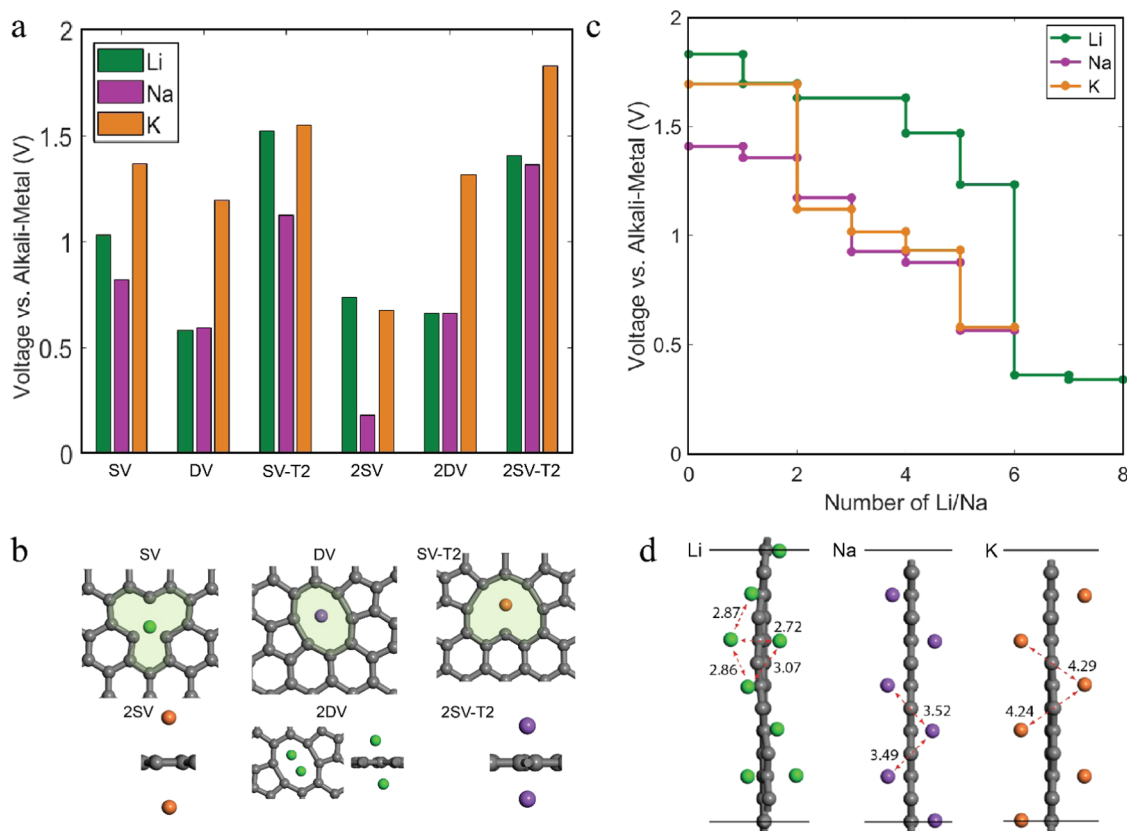 a
2
1.5
1
0.5
0
Voltage vs. Alkali-Metal (V)
Li
Na
K
SV
DV
SV-T2
2SV
2DV
2SV-T2
c
2
1.5
1
0.5
0
Voltage vs. Alkali-Metal (V)
Li
Na
K
0 2 4 6 8
Number of Li/Na
b
SV
DV
SV-T2
2SV
2DV
2SV-T2
d
Li
2.87
2.72
2.86
3.07
Na
3.52
3.49
K
4.29
4.24